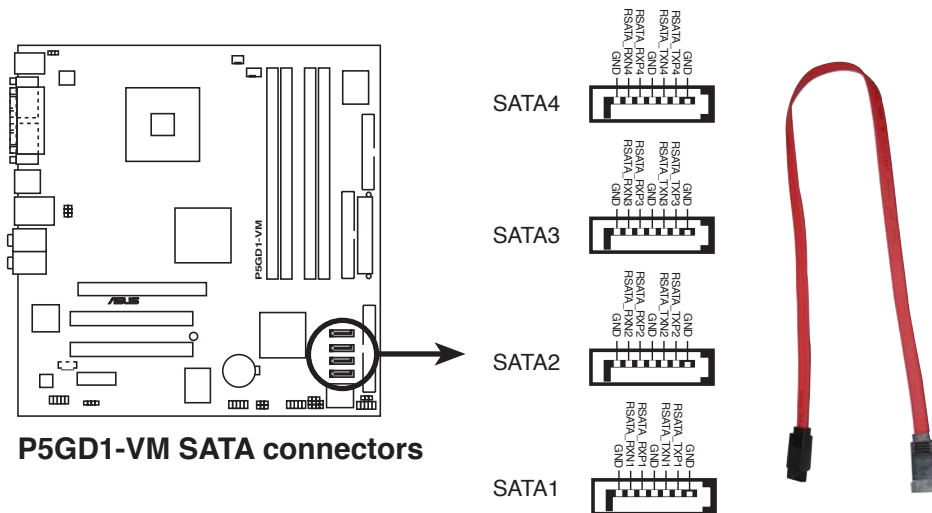 P5GD1-VM
ASUS
P5GD1-VM SATA connectors
SATA4
GND
RSATA_RXN4
RSATA_RXP4
GND
RSATA_TXN4
RSATA_TXP4
GND
SATA3
GND
RSATA_RXN3
RSATA_RXP3
GND
RSATA_TXN3
RSATA_TXP3
GND
SATA2
GND
RSATA_RXN2
RSATA_RXP2
GND
RSATA_TXN2
RSATA_TXP2
GND
SATA1
GND
RSATA_RXN1
RSATA_RXP1
GND
RSATA_TXN1
RSATA_TXP1
GND